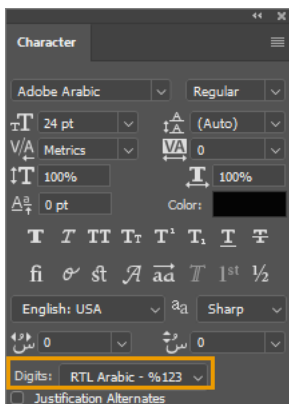 Character
Adobe Arabic Regular
24 pt (Auto)
Metrics 0
100% 100%
0 pt Color:
T T TT Tт T¹ T₁ T T
fi st A ad T 1st ½
English: USA aa Sharp
0 0
Digits: RTL Arabic - %123
Justification Alternates